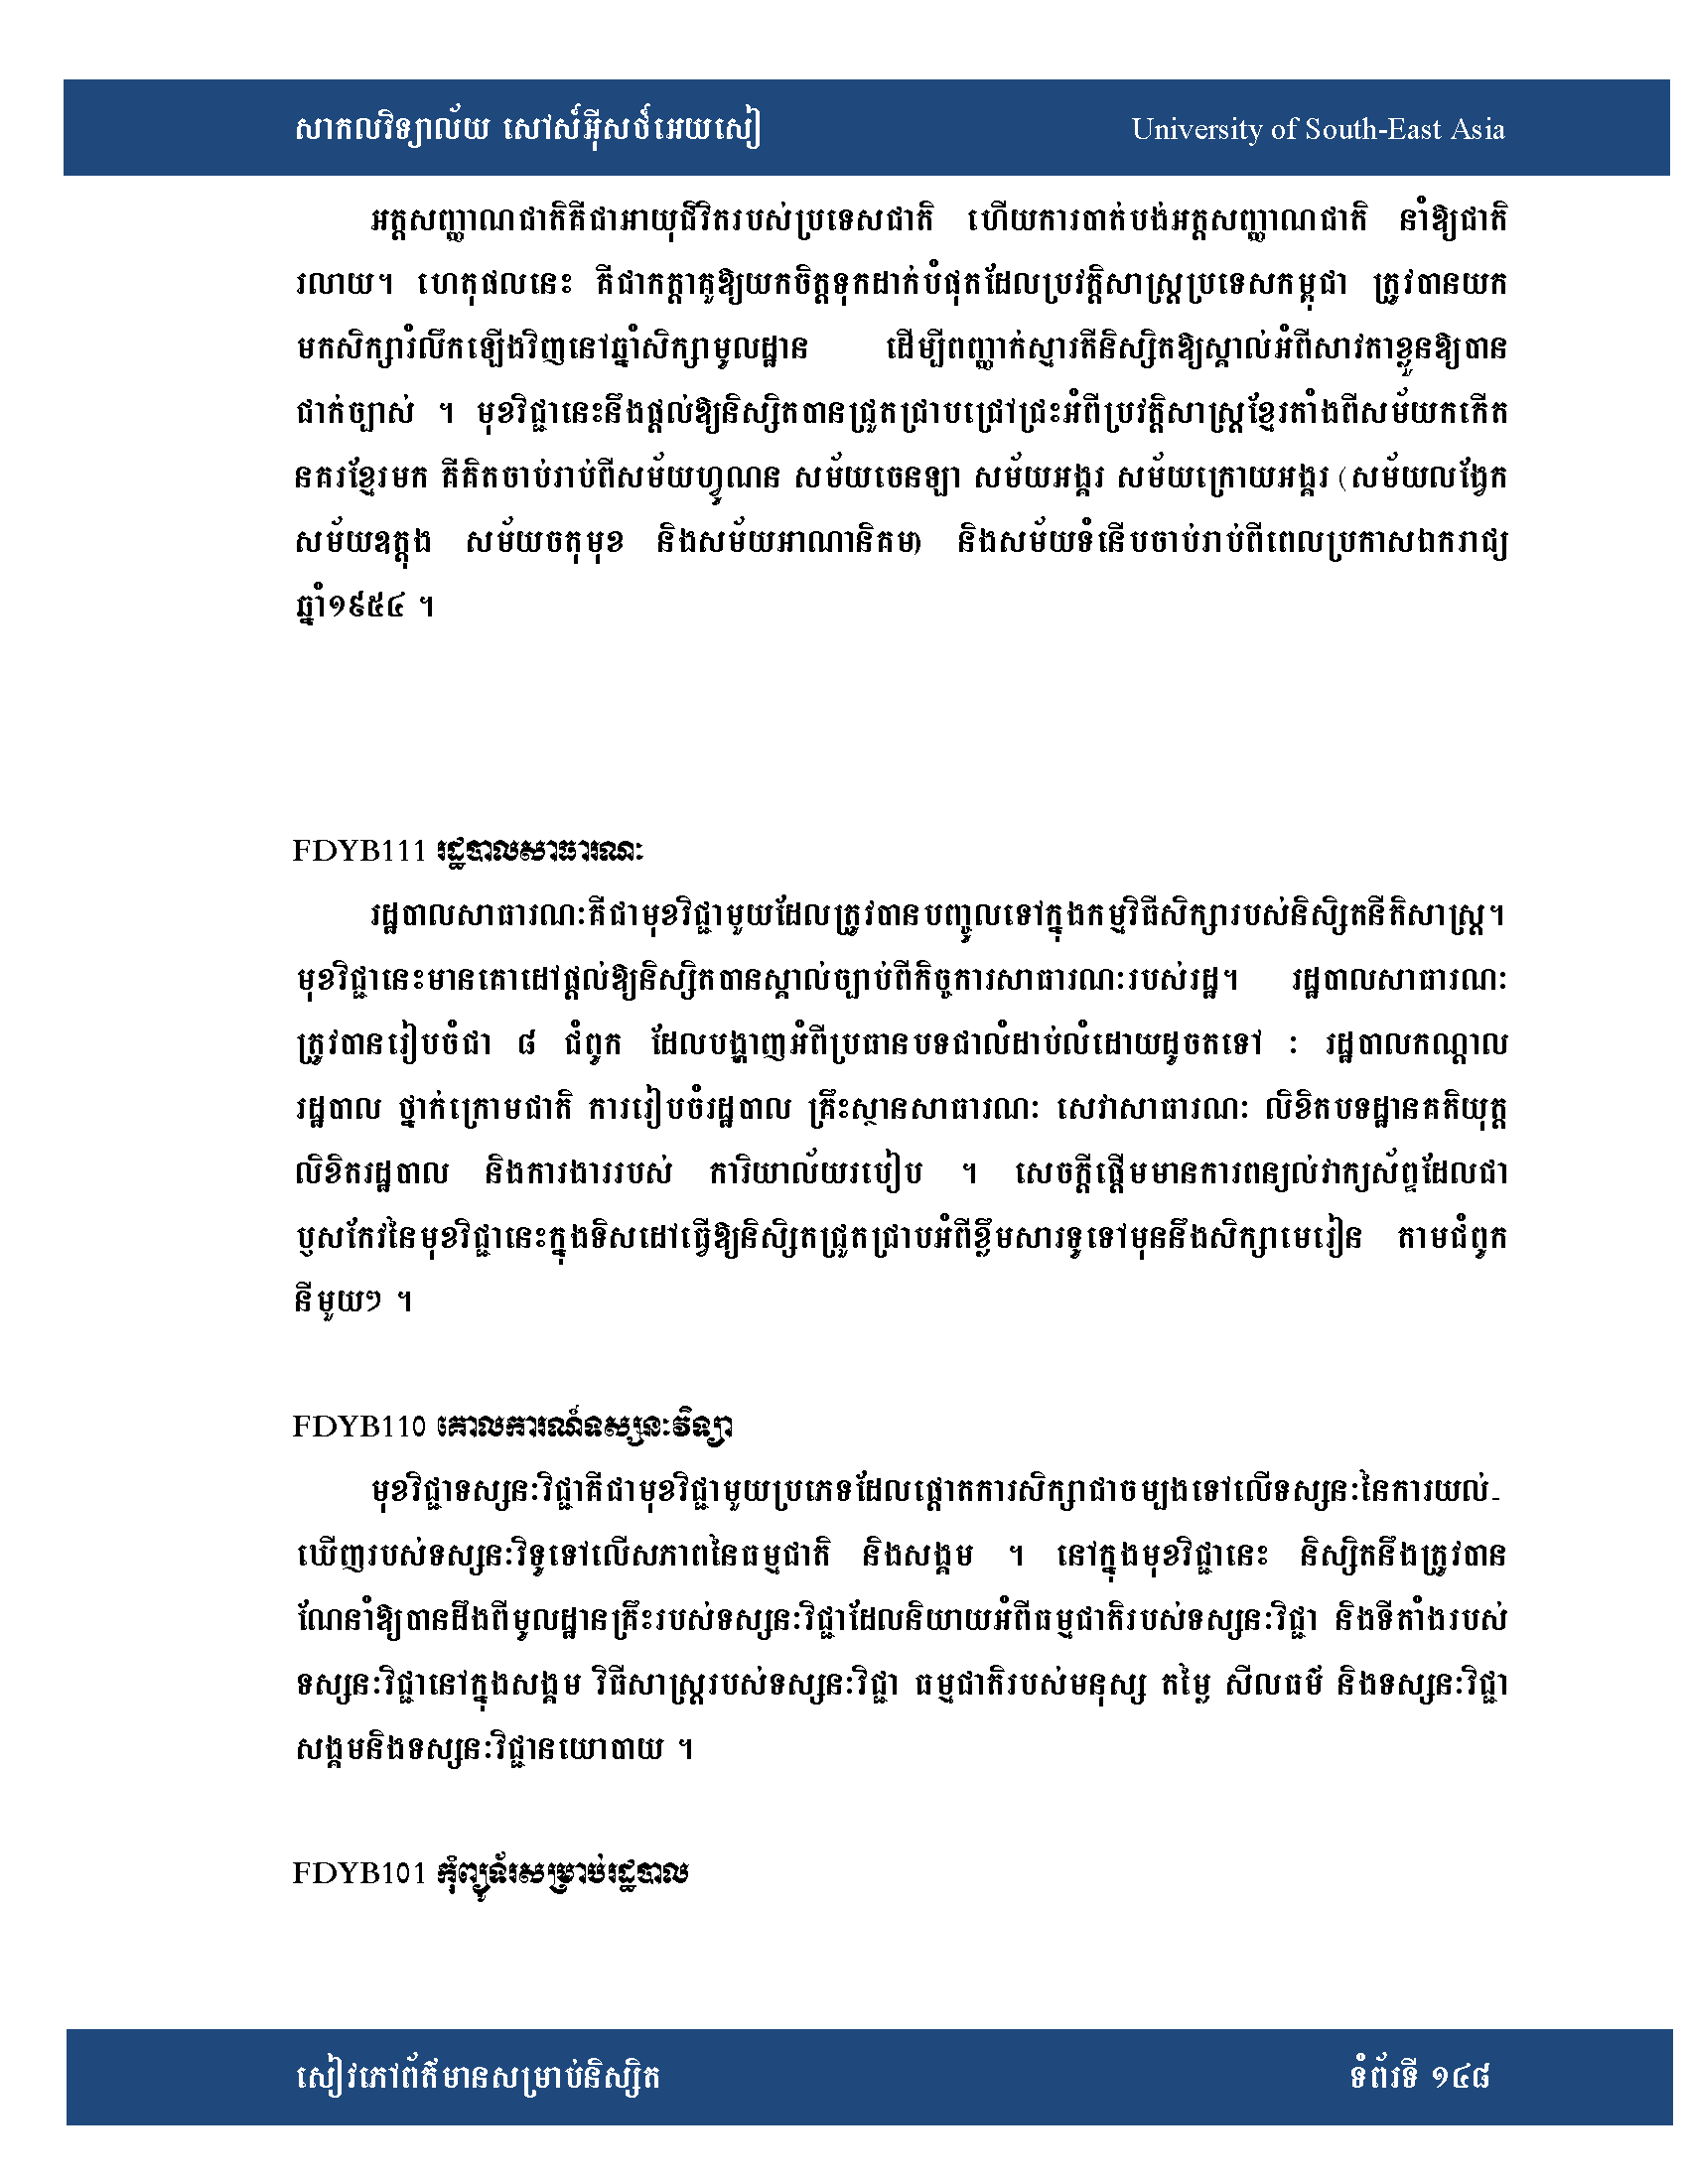 សាកលវិទ្យាល័យ សៅស៍អ៊ីសថ៍អេយសៀ University of South-East Asia
អត្តសញ្ញាណជាតិគឺជាអាយុជីវិតរបស់ប្រទេសជាតិ ហើយការបាត់បង់អត្តសញ្ញាណជាតិ នាំឱ្យជាតិ
រលាយ។ ហេតុផលនេះ គឺជាកត្តាគួឱ្យយកចិត្តទុកដាក់បំផុតដែលប្រវត្តិសាស្ត្រប្រទេសកម្ពុជា ត្រូវបានយក
មកសិក្សារំលឹកឡើងវិញនៅឆ្នាំសិក្សាមូលដ្ឋាន ដើម្បីពញ្ញាក់ស្មារតីនិស្សិតឱ្យស្គាល់អំពីសាវតាខ្លួនឱ្យបាន
ជាក់ច្បាស់ ។ មុខវិជ្ជានេះនឹងផ្តល់ឱ្យនិស្សិតបានជ្រួតជ្រាបជ្រៅជ្រះអំពីប្រវត្តិសាស្ត្រខ្មែរតាំងពីសម័យកកើត
នគរខ្មែរមក គឺគិតចាប់រាប់ពីសម័យហ្វូណន សម័យចេនឡា សម័យអង្គរ សម័យក្រោយអង្គរ (សម័យលង្វែក
សម័យឧត្តុង សម័យចតុមុខ និងសម័យអាណានិគម) និងសម័យទំនើបចាប់រាប់ពីពេលប្រកាសឯករាជ្យ
ឆ្នាំ១៩៥៤ ។
FDYB111 រដ្ឋបាលសាធារណៈ
រដ្ឋបាលសាធារណៈគឺជាមុខវិជ្ជាមួយដែលត្រូវបានបញ្ចូលទៅក្នុងកម្មវិធីសិក្សារបស់និសិ្សតនីតិសាស្ត្រ។
មុខវិជ្ជានេះមានគោដៅផ្តល់ឱ្យនិស្សិតបានស្គាល់ច្បាប់ពីកិច្ចការសាធារណៈរបស់រដ្ឋ។ រដ្ឋបាលសាធារណៈ
ត្រូវបានរៀបចំជា ៨ ជំពូក ដែលបង្ហាញអំពីប្រធានបទជាលំដាប់លំដោយដូចតទៅ : រដ្ឋបាលកណ្តាល
រដ្ឋបាល ថ្នាក់ក្រោមជាតិ ការរៀបចំរដ្ឋបាល គ្រឹះស្ថានសាធារណៈ សេវាសាធារណៈ លិខិតបទដ្ឋានគតិយុត្ត
លិខិតរដ្ឋបាល និងការងាររបស់ ការិយាល័យរបៀប ។ សេចក្តីផ្តើមមានការពន្យល់វាក្យស័ព្ទដែលជា
ឫសកែវនៃមុខវិជ្ជានេះក្នុងទិសដៅធ្វើឱ្យនិសិ្សតជ្រួតជ្រាបអំពីខ្លឹមសារទូទៅមុននឹងសិក្សាមេរៀន តាមជំពូក
នីមួយៗ ។
FDYB110 គោលការណ៍ទស្សនៈវិទ្យា
មុខវិជ្ជាទស្សនៈវិជ្ជាគឺជាមុខវិជ្ជាមួយប្រភេទដែលផ្តោតការសិក្សាជាចម្បងទៅលើទស្សនៈនៃការយល់-
ឃើញរបស់ទស្សនៈវិទូទៅលើសភាពនៃធម្មជាតិ និងសង្គម ។ នៅក្នុងមុខវិជ្ជានេះ និស្សិតនឹងត្រូវបាន
ណែនាំឱ្យបានដឹងពីមូលដ្ឋានគ្រឹះរបស់ទស្សនៈវិជ្ជាដែលនិយាយអំពីធម្មជាតិរបស់ទស្សនៈវិជ្ជា និងទីតាំងរបស់
ទស្សនៈវិជ្ជានៅក្នុងសង្គម វិធីសាស្ត្ររបស់ទស្សនៈវិជ្ជា ធម្មជាតិរបស់មនុស្ស តម្លៃ សីលធម៌ និងទស្សនៈវិជ្ជា
សង្គមនិងទស្សនៈវិជ្ជានយោបាយ ។
FDYB101 កុំព្យូទ័រសម្រាប់រដ្ឋបាល
សៀវភៅព័ត៌មានសម្រាប់និស្សិត ទំព័រទី ១៤៨